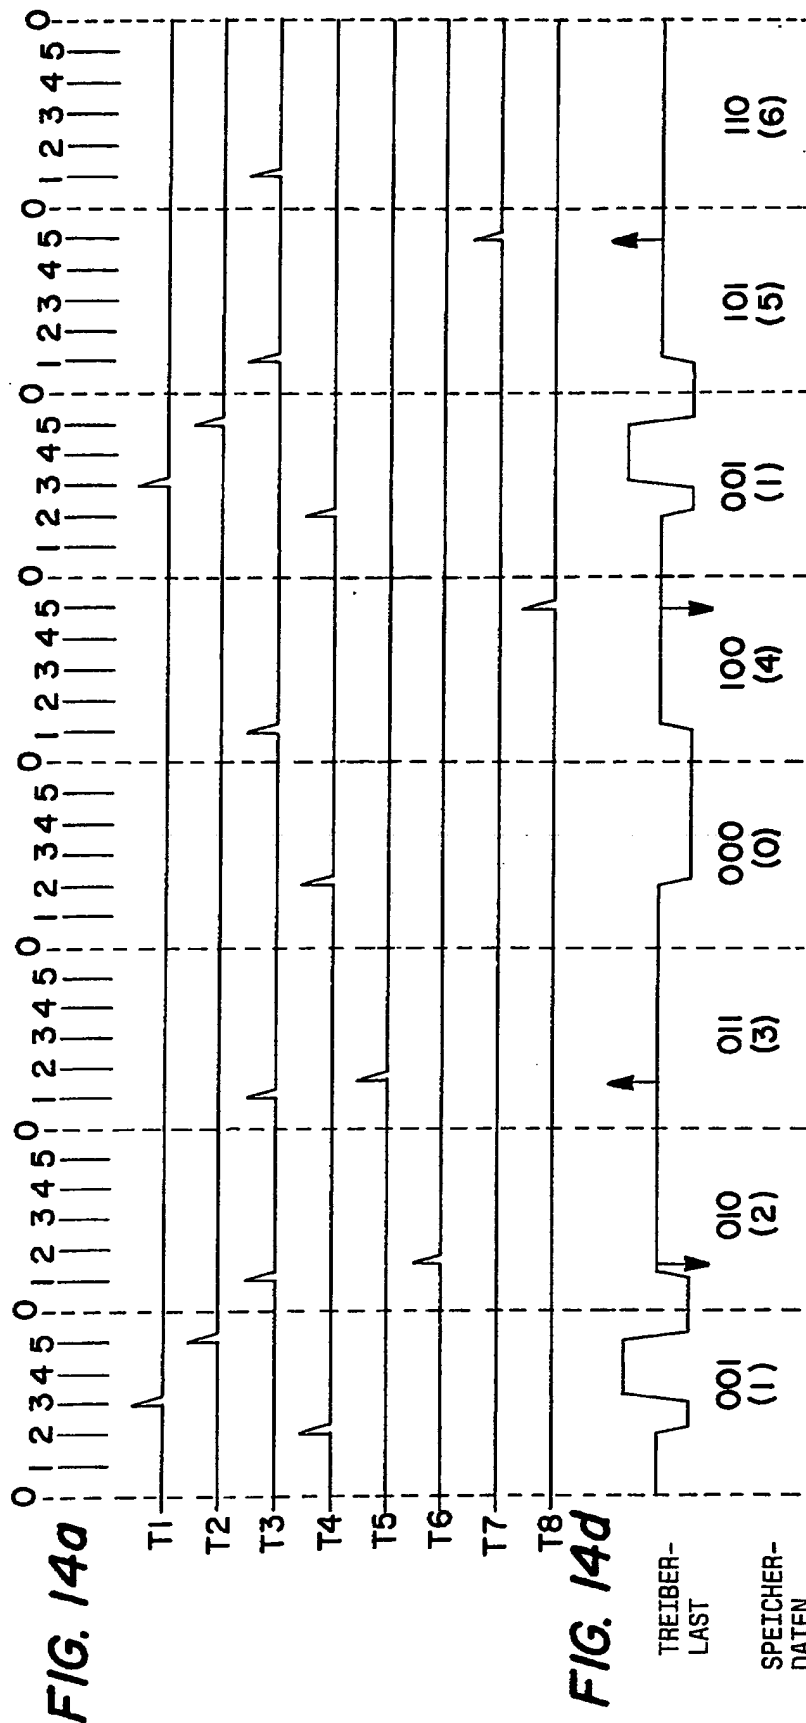 FIG. 14a
0 1 2 3 4 5 0 1 2 3 4 5 0 1 2 3 4 5 0 1 2 3 4 5 0 1 2 3 4 5 0 1 2 3 4 5 0 1 2 3 4 5 0 1 2 3 4 5 0
T1
T2
T3
T4
T5
T6
T7
T8
FIG. 14d
TREIBER-
LAST
SPEICHER-
DATEN
001 010 011 000 100 001 101 110
(1) (2) (3) (0) (4) (1) (5) (6)